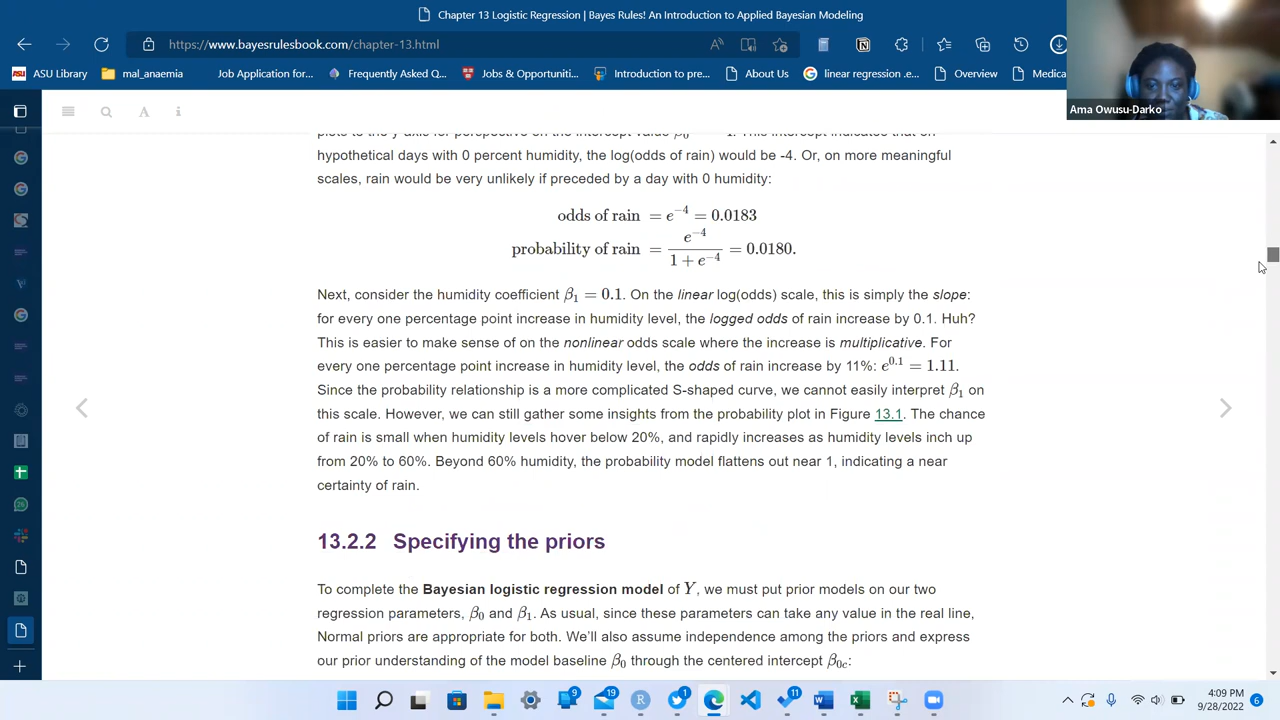 Chapter 13 Logistic Regression | Bayes Rules! An Introduction to Applied Bayesian Modeling
https://www.bayesrulesbook.com/chapter-13.html
ASU Library
mal_anaemia
Job Application for...
Frequently Asked Q...
Jobs & Opportuniti...
Introduction to pre...
About Us
linear regression .e...
Overview
Medica
Ama Owusu-Darko
hypothetical days with 0 percent humidity, the log(odds of rain) would be -4. Or, on more meaningful
scales, rain would be very unlikely if preceded by a day with 0 humidity:
odds of rain = e^{-4} = 0.0183
probability of rain = \frac{e^{-4}}{1 + e^{-4}} = 0.0180.
Next, consider the humidity coefficient β₁ = 0.1. On the linear log(odds) scale, this is simply the slope:
for every one percentage point increase in humidity level, the logged odds of rain increase by 0.1. Huh?
This is easier to make sense of on the nonlinear odds scale where the increase is multiplicative. For
every one percentage point increase in humidity level, the odds of rain increase by 11%: e^{0.1} = 1.11.
Since the probability relationship is a more complicated S-shaped curve, we cannot easily interpret β₁ on
this scale. However, we can still gather some insights from the probability plot in Figure 13.1. The chance
of rain is small when humidity levels hover below 20%, and rapidly increases as humidity levels inch up
from 20% to 60%. Beyond 60% humidity, the probability model flattens out near 1, indicating a near
certainty of rain.
13.2.2 Specifying the priors
To complete the Bayesian logistic regression model of Y, we must put prior models on our two
regression parameters, β₀ and β₁. As usual, since these parameters can take any value in the real line,
Normal priors are appropriate for both. We'll also assume independence among the priors and express
our prior understanding of the model baseline β₀ through the centered intercept β₀c:
9
19
1
11
4:09 PM
9/28/2022
6